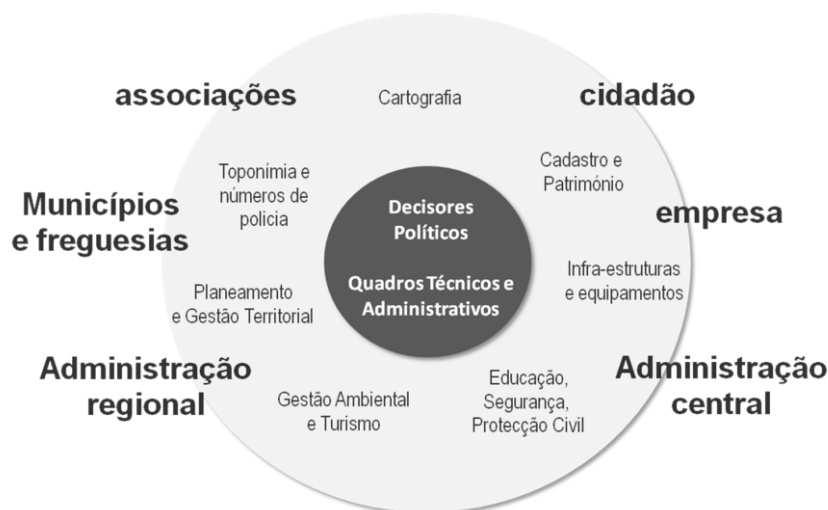 associações
Cartografia
cidadão
Toponímia e
números de
policia
Cadastro e
Património
Municípios
e freguesias
Decisores
Políticos
Quadros Técnicos e
Administrativos
empresa
Planeamento
e Gestão Territorial
Infra-estruturas
e equipamentos
Administração
regional
Gestão Ambiental
e Turismo
Educação,
Segurança,
Protecção Civil
Administração
central